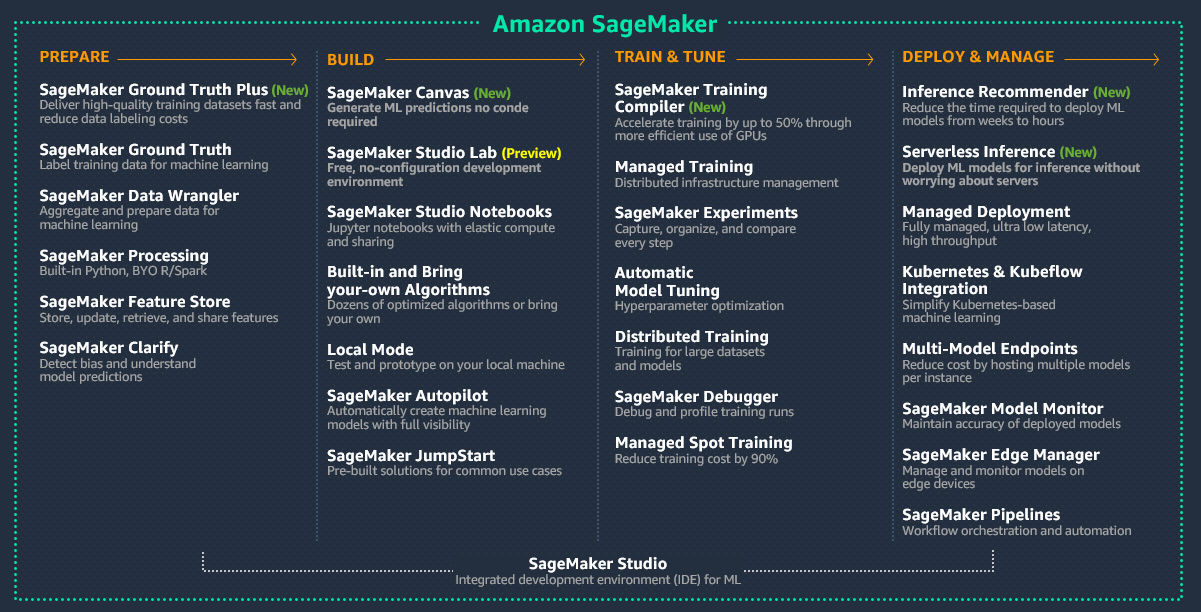 Amazon SageMaker
PREPARE
SageMaker Ground Truth Plus (New)
Deliver high-quality training datasets fast and
reduce data labeling costs
SageMaker Ground Truth
Label training data for machine learning
SageMaker Data Wrangler
Aggregate and prepare data for
machine learning
SageMaker Processing
Built-in Python, BYO R/Spark
SageMaker Feature Store
Store, update, retrieve, and share features
SageMaker Clarify
Detect bias and understand
model predictions
BUILD
SageMaker Canvas (New)
Generate ML predictions no conde
required
SageMaker Studio Lab (Preview)
Free, no-configuration development
environment
SageMaker Studio Notebooks
Jupyter notebooks with elastic compute
and sharing
Built-in and Bring
your-own Algorithms
Dozens of optimized algorithms or bring
your own
Local Mode
Test and prototype on your local machine
SageMaker Autopilot
Automatically create machine learning
models with full visibility
SageMaker JumpStart
Pre-built solutions for common use cases
TRAIN & TUNE
SageMaker Training
Compiler (New)
Accelerate training by up to 50% through
more efficient use of GPUs
Managed Training
Distributed infrastructure management
SageMaker Experiments
Capture, organize, and compare
every step
Automatic
Model Tuning
Hyperparameter optimization
Distributed Training
Training for large datasets
and models
SageMaker Debugger
Debug and profile training runs
Managed Spot Training
Reduce training cost by 90%
DEPLOY & MANAGE
Inference Recommender (New)
Reduce the time required to deploy ML
models from weeks to hours
Serverless Inference (New)
Deploy ML models for inference without
worrying about servers
Managed Deployment
Fully managed, ultra low latency,
high throughput
Kubernetes & Kubeflow
Integration
Simplify Kubernetes-based
machine learning
Multi-Model Endpoints
Reduce cost by hosting multiple models
per instance
SageMaker Model Monitor
Maintain accuracy of deployed models
SageMaker Edge Manager
Manage and monitor models on
edge devices
SageMaker Pipelines
Workflow orchestration and automation
SageMaker Studio
Integrated development environment (IDE) for ML